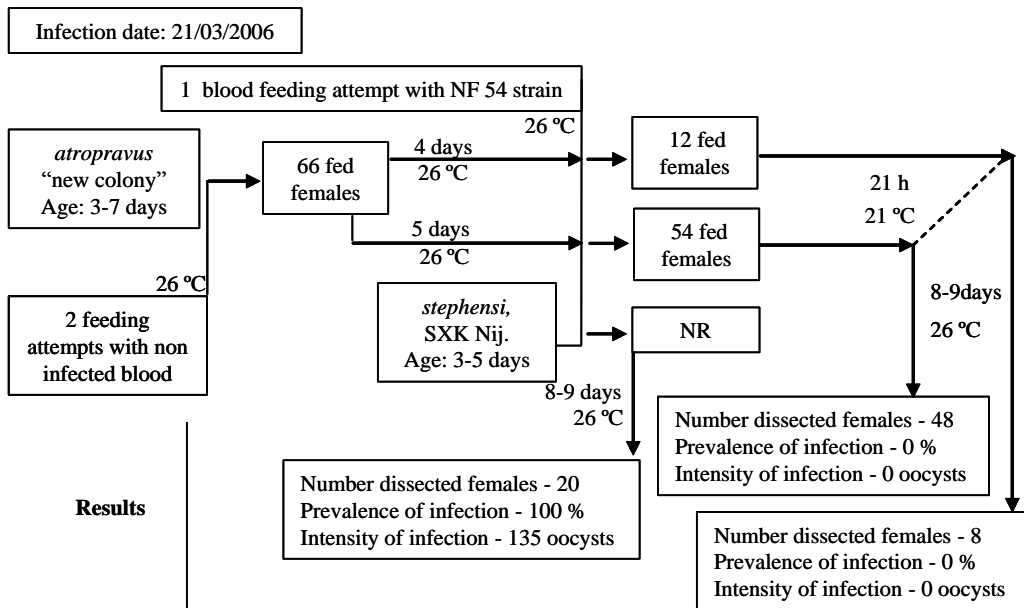 Infection date: 21/03/2006
1 blood feeding attempt with NF 54 strain
26 ºC
atropravus
“new colony”
Age: 3-7 days
66 fed
females
4 days
26 ºC
12 fed
females
21 h
21 ºC
5 days
26 ºC
54 fed
females
26 ºC
2 feeding
attempts with non
infected blood
stephensi,
SXK Nij.
Age: 3-5 days
NR
8-9days
26 ºC
8-9 days
26 ºC
Number dissected females - 48
Prevalence of infection - 0 %
Intensity of infection - 0 oocysts
Results
Number dissected females - 20
Prevalence of infection - 100 %
Intensity of infection - 135 oocysts
Number dissected females - 8
Prevalence of infection - 0 %
Intensity of infection - 0 oocysts